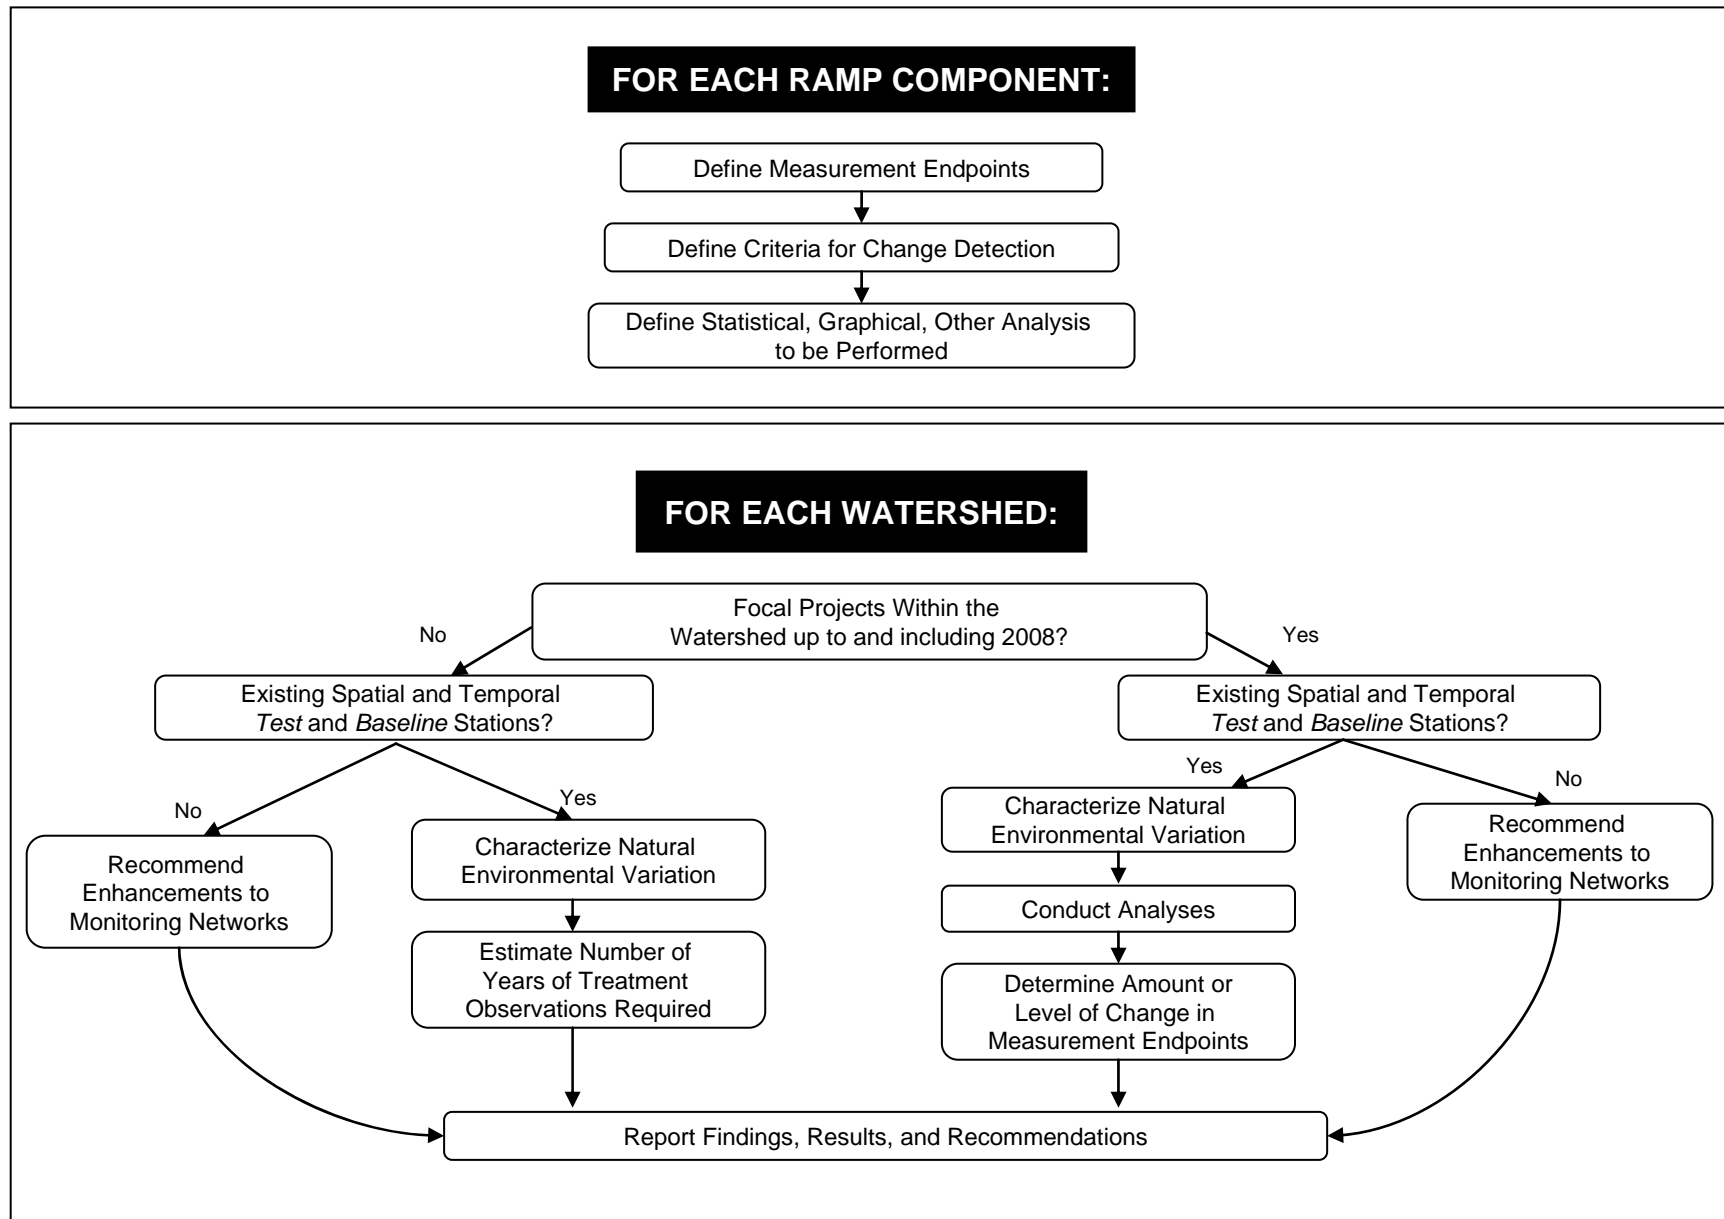 FOR EACH RAMP COMPONENT:
Define Measurement Endpoints
Define Criteria for Change Detection
Define Statistical, Graphical, Other Analysis
to be Performed
FOR EACH WATERSHED:
Focal Projects Within the
Watershed up to and including 2008?
No
Yes
Existing Spatial and Temporal
Test and Baseline Stations?
Existing Spatial and Temporal
Test and Baseline Stations?
No
Yes
Yes
No
Recommend
Enhancements to
Monitoring Networks
Characterize Natural
Environmental Variation
Estimate Number of
Years of Treatment
Observations Required
Characterize Natural
Environmental Variation
Conduct Analyses
Determine Amount or
Level of Change in
Measurement Endpoints
Recommend
Enhancements to
Monitoring Networks
Report Findings, Results, and Recommendations